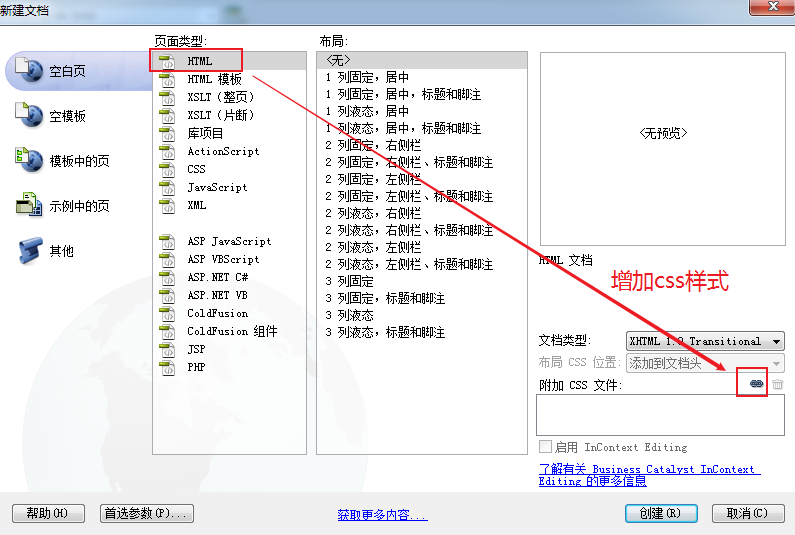 新建文档
页面类型:
布局:
空白页
空模板
模板中的页
示例中的页
其他
HTML
HTML 模板
XSLT（整页）
XSLT（片断）
库项目
ActionScript
CSS
JavaScript
XML
ASP JavaScript
ASP VBScript
ASP.NET C#
ASP.NET VB
ColdFusion
ColdFusion 组件
JSP
PHP
<无>
1 列固定，居中
1 列固定，居中，标题和脚注
1 列液态，居中
1 列液态，居中，标题和脚注
2 列固定，右侧栏
2 列固定，右侧栏、标题和脚注
2 列固定，左侧栏
2 列固定，左侧栏、标题和脚注
2 列液态，右侧栏
2 列液态，右侧栏、标题和脚注
2 列液态，左侧栏
2 列液态，左侧栏、标题和脚注
3 列固定
3 列固定，标题和脚注
3 列液态
3 列液态，标题和脚注
<无预览>
HTML 文档
增加css样式
文档类型:
XHTML 1.0 Transitional
布局 CSS 位置:
添加到文档头
附加 CSS 文件:
启用 InContext Editing
了解有关 Business Catalyst InContext
Editing 的更多信息
帮助(H)
首选参数(P)...
获取更多内容...
创建(R)
取消(C)